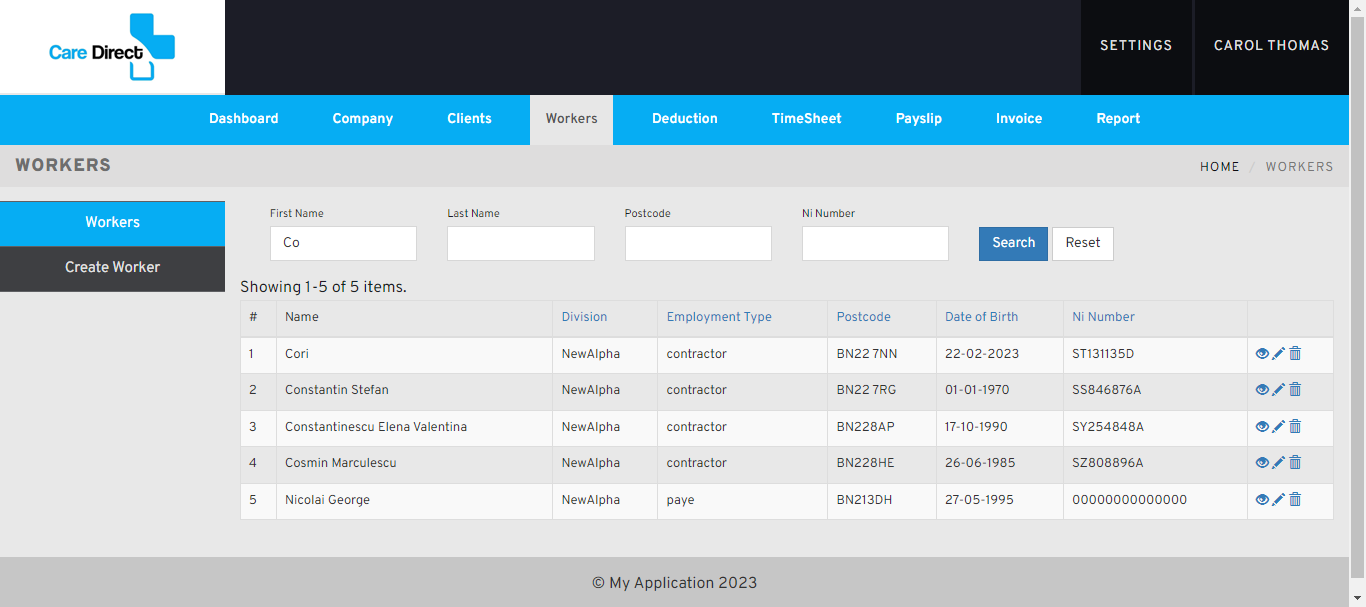 Care Direct
SETTINGS CAROL THOMAS
Dashboard Company Clients Workers Deduction TimeSheet Payslip Invoice Report
WORKERS
HOME / WORKERS
Workers
Create Worker
First Name Last Name Postcode Ni Number
Co
Search Reset
Showing 1-5 of 5 items.
# Name Division Employment Type Postcode Date of Birth Ni Number
1 Cori NewAlpha contractor BN22 7NN 22-02-2023 ST131135D
2 Constantin Stefan NewAlpha contractor BN22 7RG 01-01-1970 SS846876A
3 Constantinescu Elena Valentina NewAlpha contractor BN228AP 17-10-1990 SY254848A
4 Cosmin Marculescu NewAlpha contractor BN228HE 26-06-1985 SZ808896A
5 Nicolai George NewAlpha paye BN213DH 27-05-1995 00000000000000
© My Application 2023